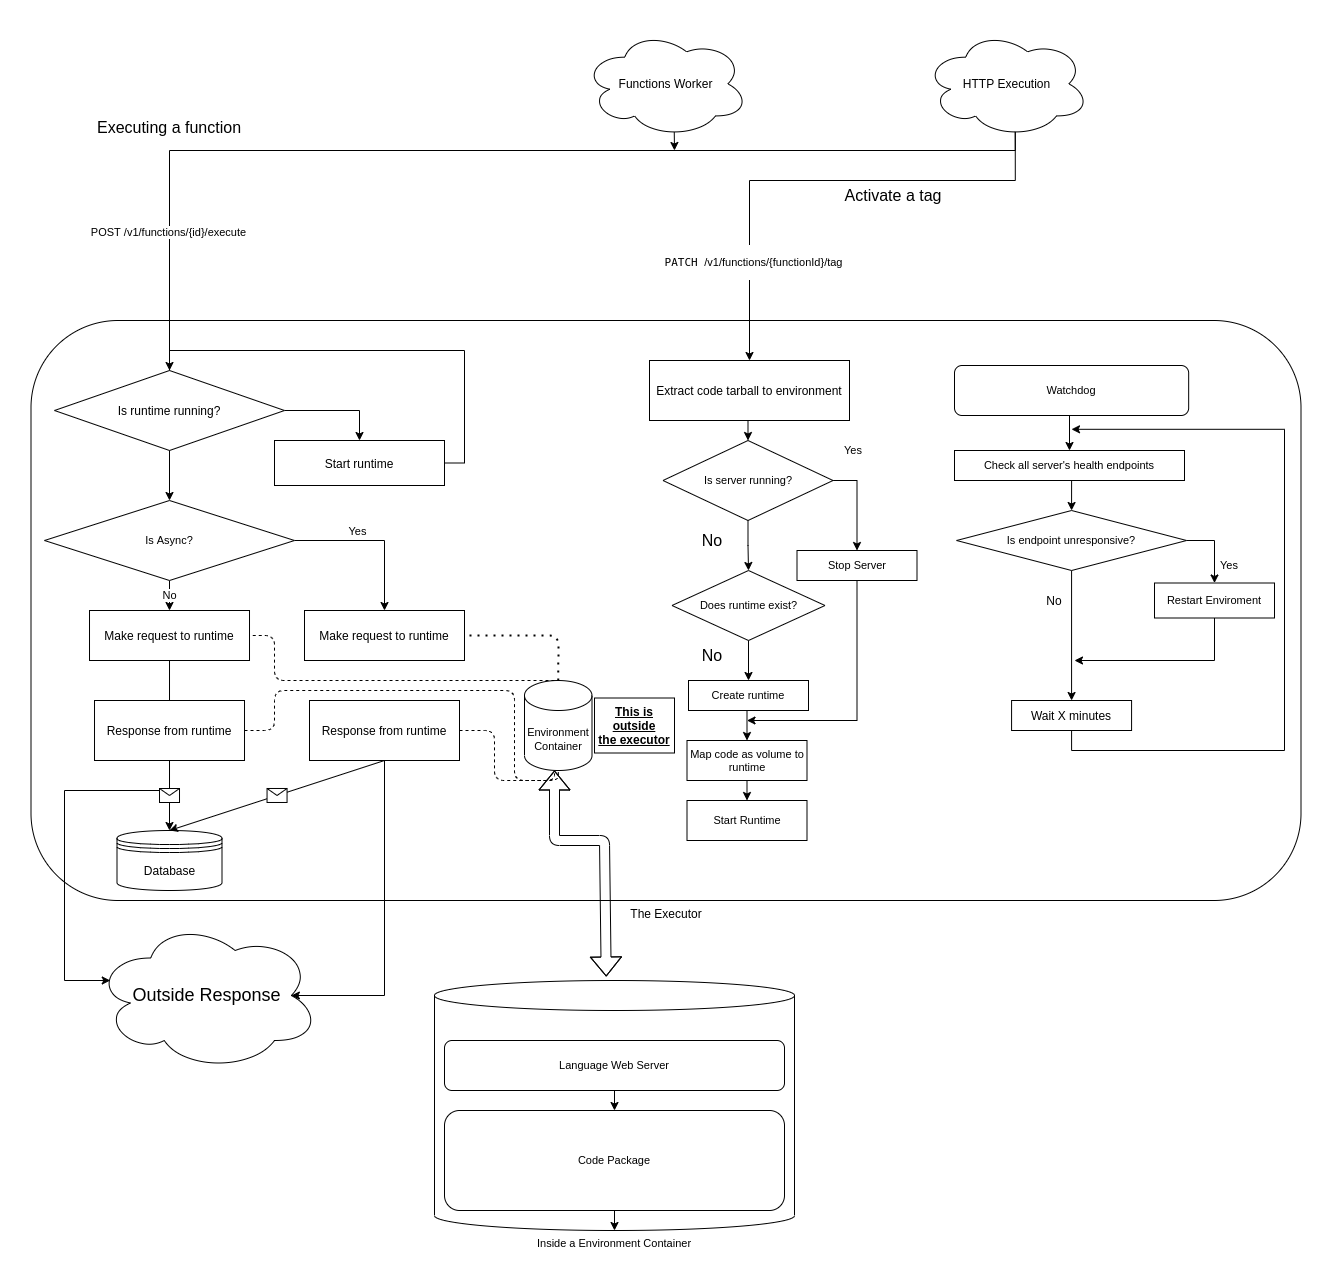 Functions Worker
HTTP Execution
Executing a function
Activate a tag
POST /v1/functions/{id}/execute
PATCH /v1/functions/{functionId}/tag
Is runtime running?
Start runtime
Is Async?
Yes
No
Make request to runtime
Make request to runtime
Response from runtime
Response from runtime
Database
Environment
Container
This is
outside
the executor
Extract code tarball to environment
Is server running?
Yes
No
Stop Server
Does runtime exist?
No
Create runtime
Map code as volume to
runtime
Start Runtime
Watchdog
Check all server's health endpoints
Is endpoint unresponsive?
Yes
No
Restart Enviroment
Wait X minutes
The Executor
Outside Response
Language Web Server
Code Package
Inside a Environment Container